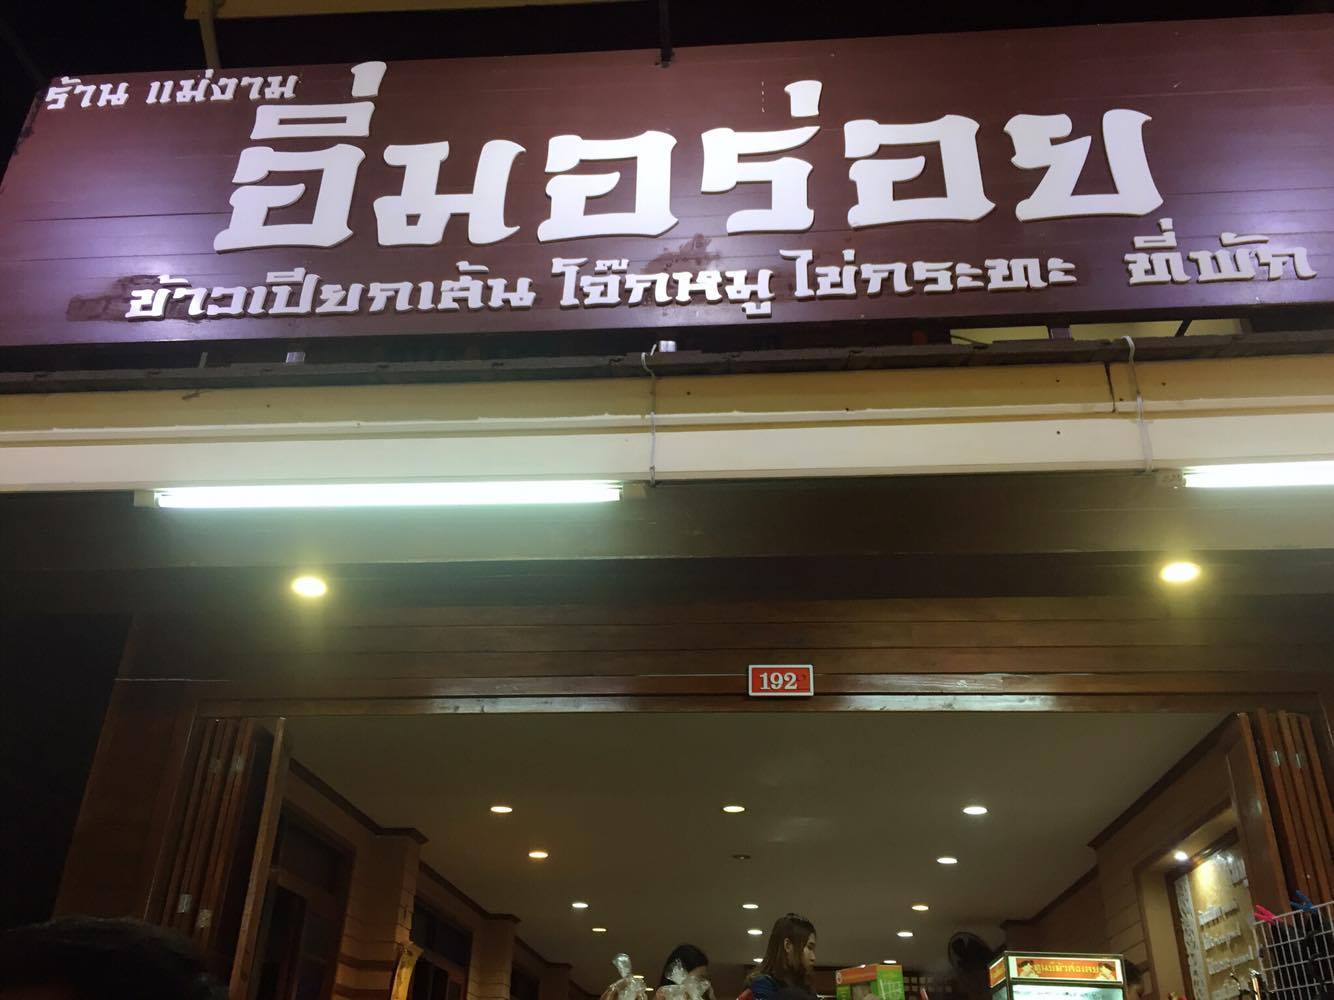 ร้าน แม่งาม
อิ่มอร่อย
ข้าวเปียกเส้น โจ๊กหมู ไข่กระทะ ที่พัก
192